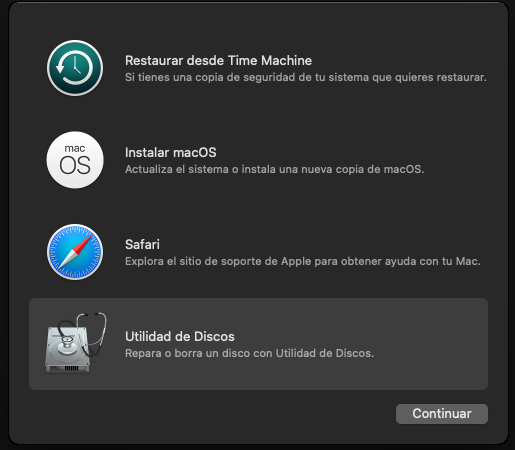 Restaurar desde Time Machine
Si tienes una copia de seguridad de tu sistema que quieres restaurar.
mac
OS
Instalar macOS
Actualiza el sistema o instala una nueva copia de macOS.
Safari
Explora el sitio de soporte de Apple para obtener ayuda con tu Mac.
Utilidad de Discos
Repara o borra un disco con Utilidad de Discos.
Continuar